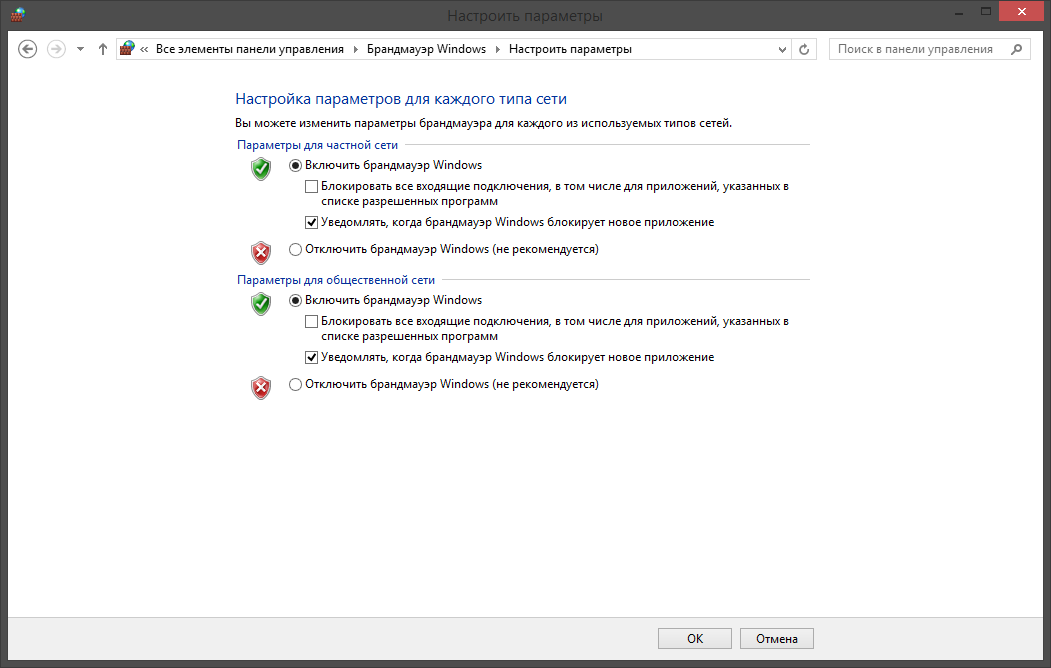 Настроить параметры
« Все элементы панели управления Брандмауэр Windows Настроить параметры
Поиск в панели управления
Настройка параметров для каждого типа сети
Вы можете изменить параметры брандмауэра для каждого из используемых типов сетей.
Параметры для частной сети
Включить брандмауэр Windows
Блокировать все входящие подключения, в том числе для приложений, указанных в
списке разрешенных программ
Уведомлять, когда брандмауэр Windows блокирует новое приложение
Отключить брандмауэр Windows (не рекомендуется)
Параметры для общественной сети
Включить брандмауэр Windows
Блокировать все входящие подключения, в том числе для приложений, указанных в
списке разрешенных программ
Уведомлять, когда брандмауэр Windows блокирует новое приложение
Отключить брандмауэр Windows (не рекомендуется)
ОК
Отмена